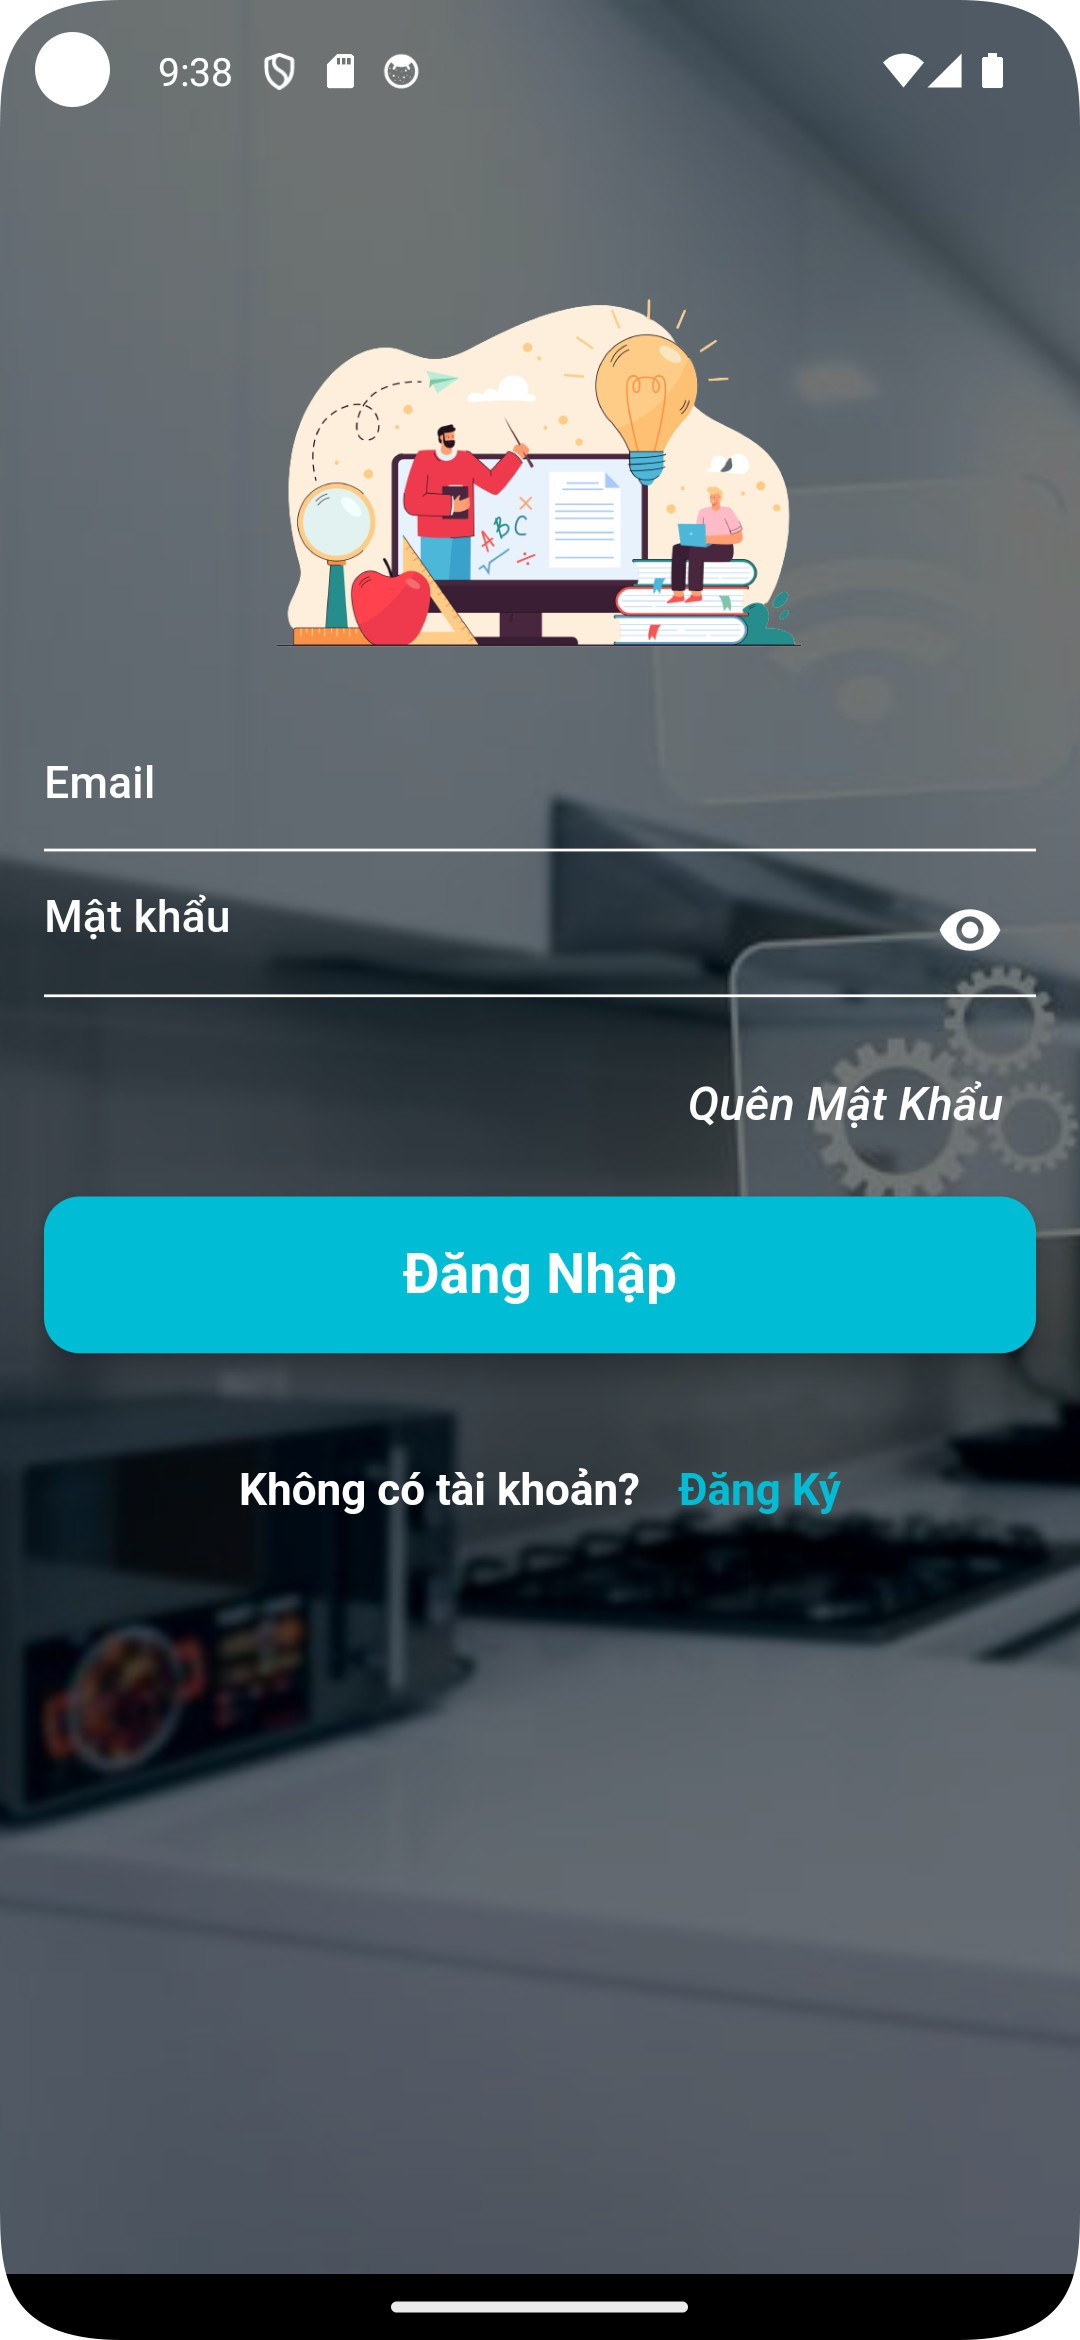 9:38
A B C
Email
Mật khẩu
Quên Mật Khẩu
Đăng Nhập
Không có tài khoản? Đăng Ký